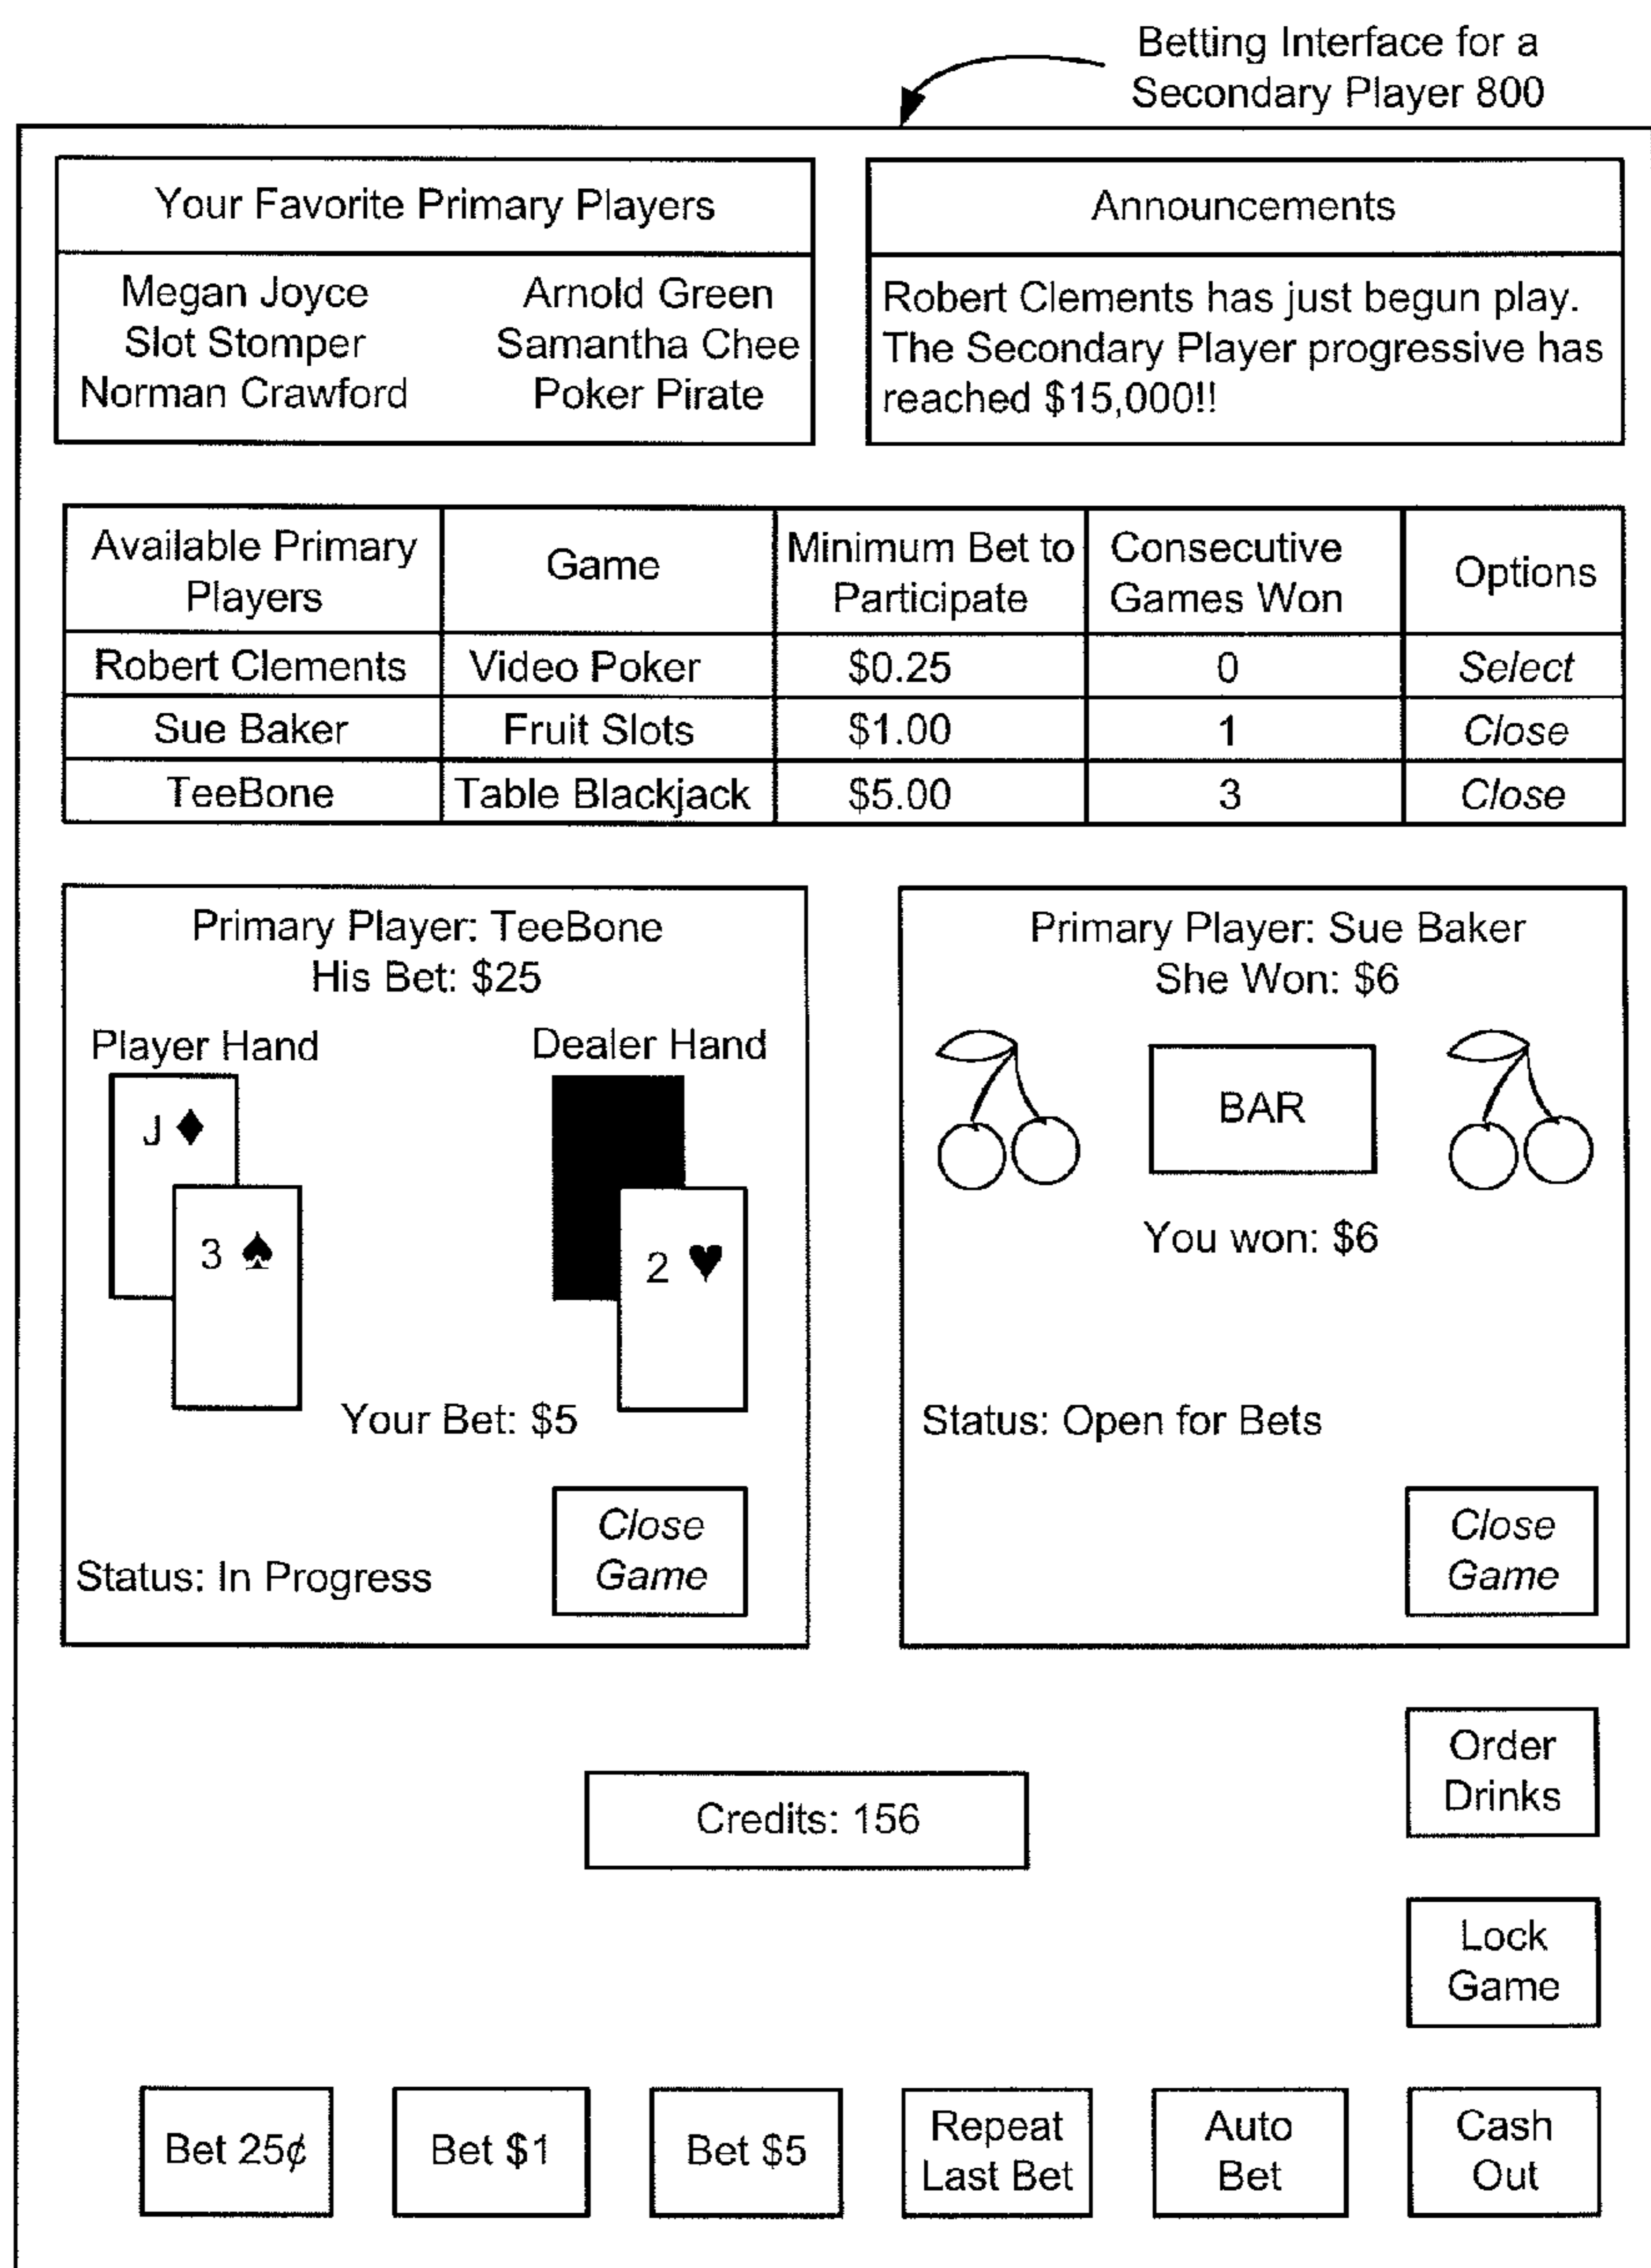 Betting Interface for a
Secondary Player 800
Your Favorite Primary Players
Megan Joyce Arnold Green
Slot Stomper Samantha Chee
Norman Crawford Poker Pirate
Announcements
Robert Clements has just begun play.
The Secondary Player progressive has
reached $15,000!!
Available Primary
Players
Game
Minimum Bet to
Participate
Consecutive
Games Won
Options
Robert Clements Video Poker $0.25 0 Select
Sue Baker Fruit Slots $1.00 1 Close
TeeBone Table Blackjack $5.00 3 Close
Primary Player: TeeBone
His Bet: $25
Player Hand Dealer Hand
J ♦
3 ♠
2 ♥
Your Bet: $5
Status: In Progress
Close
Game
Primary Player: Sue Baker
She Won: $6
BAR
You won: $6
Status: Open for Bets
Close
Game
Order
Drinks
Credits: 156
Lock
Game
Bet 25¢
Bet $1
Bet $5
Repeat
Last Bet
Auto
Bet
Cash
Out